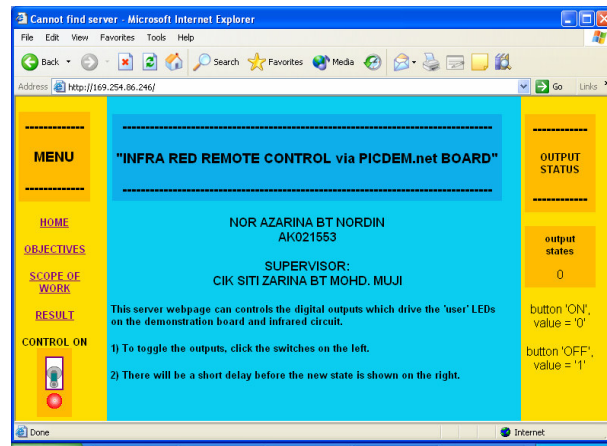 Cannot find server - Microsoft Internet Explorer
File Edit View Favorites Tools Help
Back Search Favorites Media
Address http://169.254.86.246/ Go Links
-------------
MENU
-------------
HOME
OBJECTIVES
SCOPE OF
WORK
RESULT
CONTROL ON
"INFRA RED REMOTE CONTROL via PICDEM.net BOARD"
NOR AZARINA BT NORDIN
AK021553
SUPERVISOR:
CIK SITI ZARINA BT MOHD. MUJI
This server webpage can controls the digital outputs which drive the 'user' LEDs
on the demonstration board and infrared circuit.
1) To toggle the outputs, click the switches on the left.
2) There will be a short delay before the new state is shown on the right.
------------
OUTPUT
STATUS
------------
output
states
0
button 'ON',
value = '0'
button 'OFF',
value = '1'
Done Internet